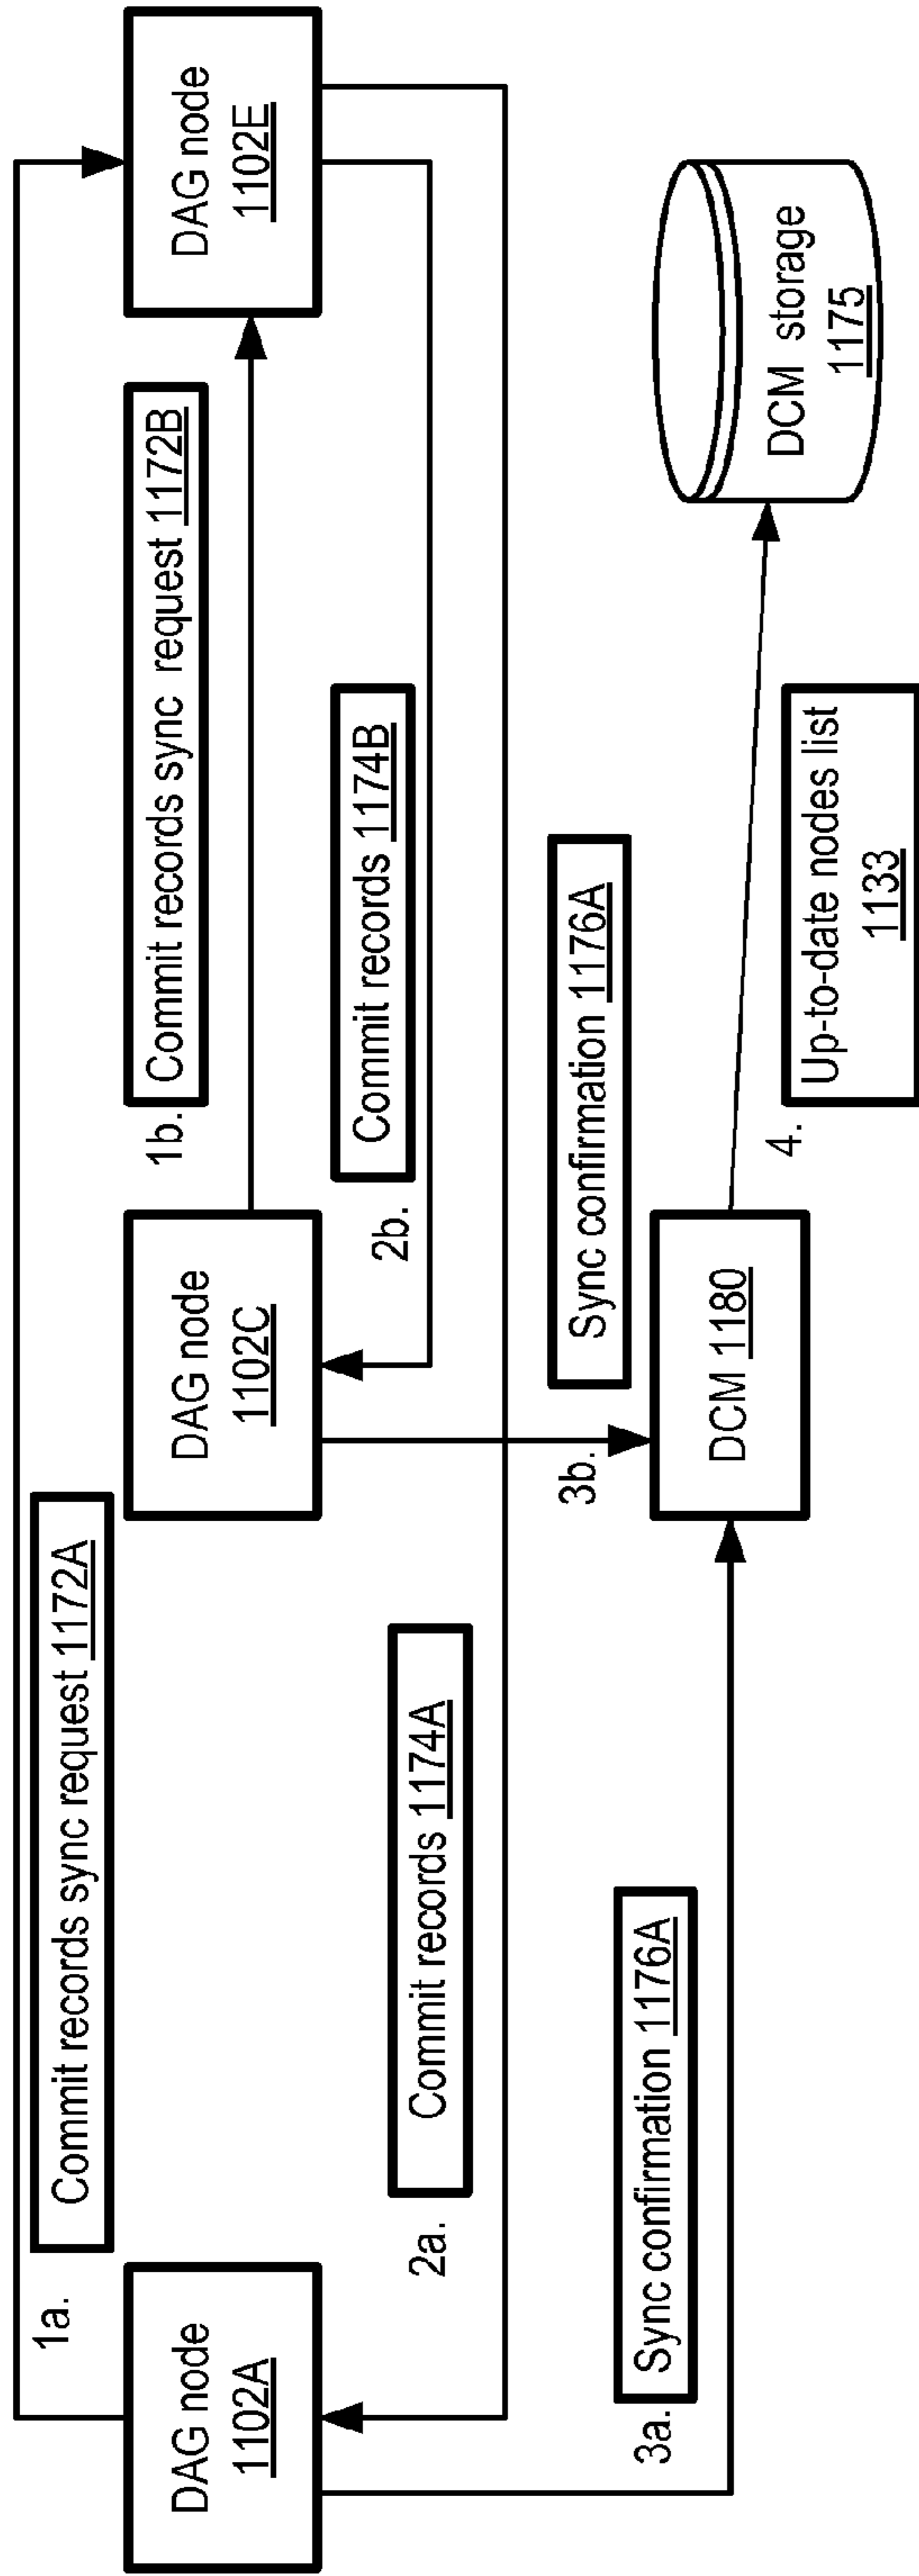 1a.
Commit records sync request 1172A
DAG node
1102A
DAG node
1102C
DAG node
1102E
1b.
Commit records sync request 1172B
2a.
Commit records 1174A
2b.
Commit records 1174B
3a.
Sync confirmation 1176A
3b.
Sync confirmation 1176A
DCM 1180
4.
Up-to-date nodes list
1133
DCM storage
1175